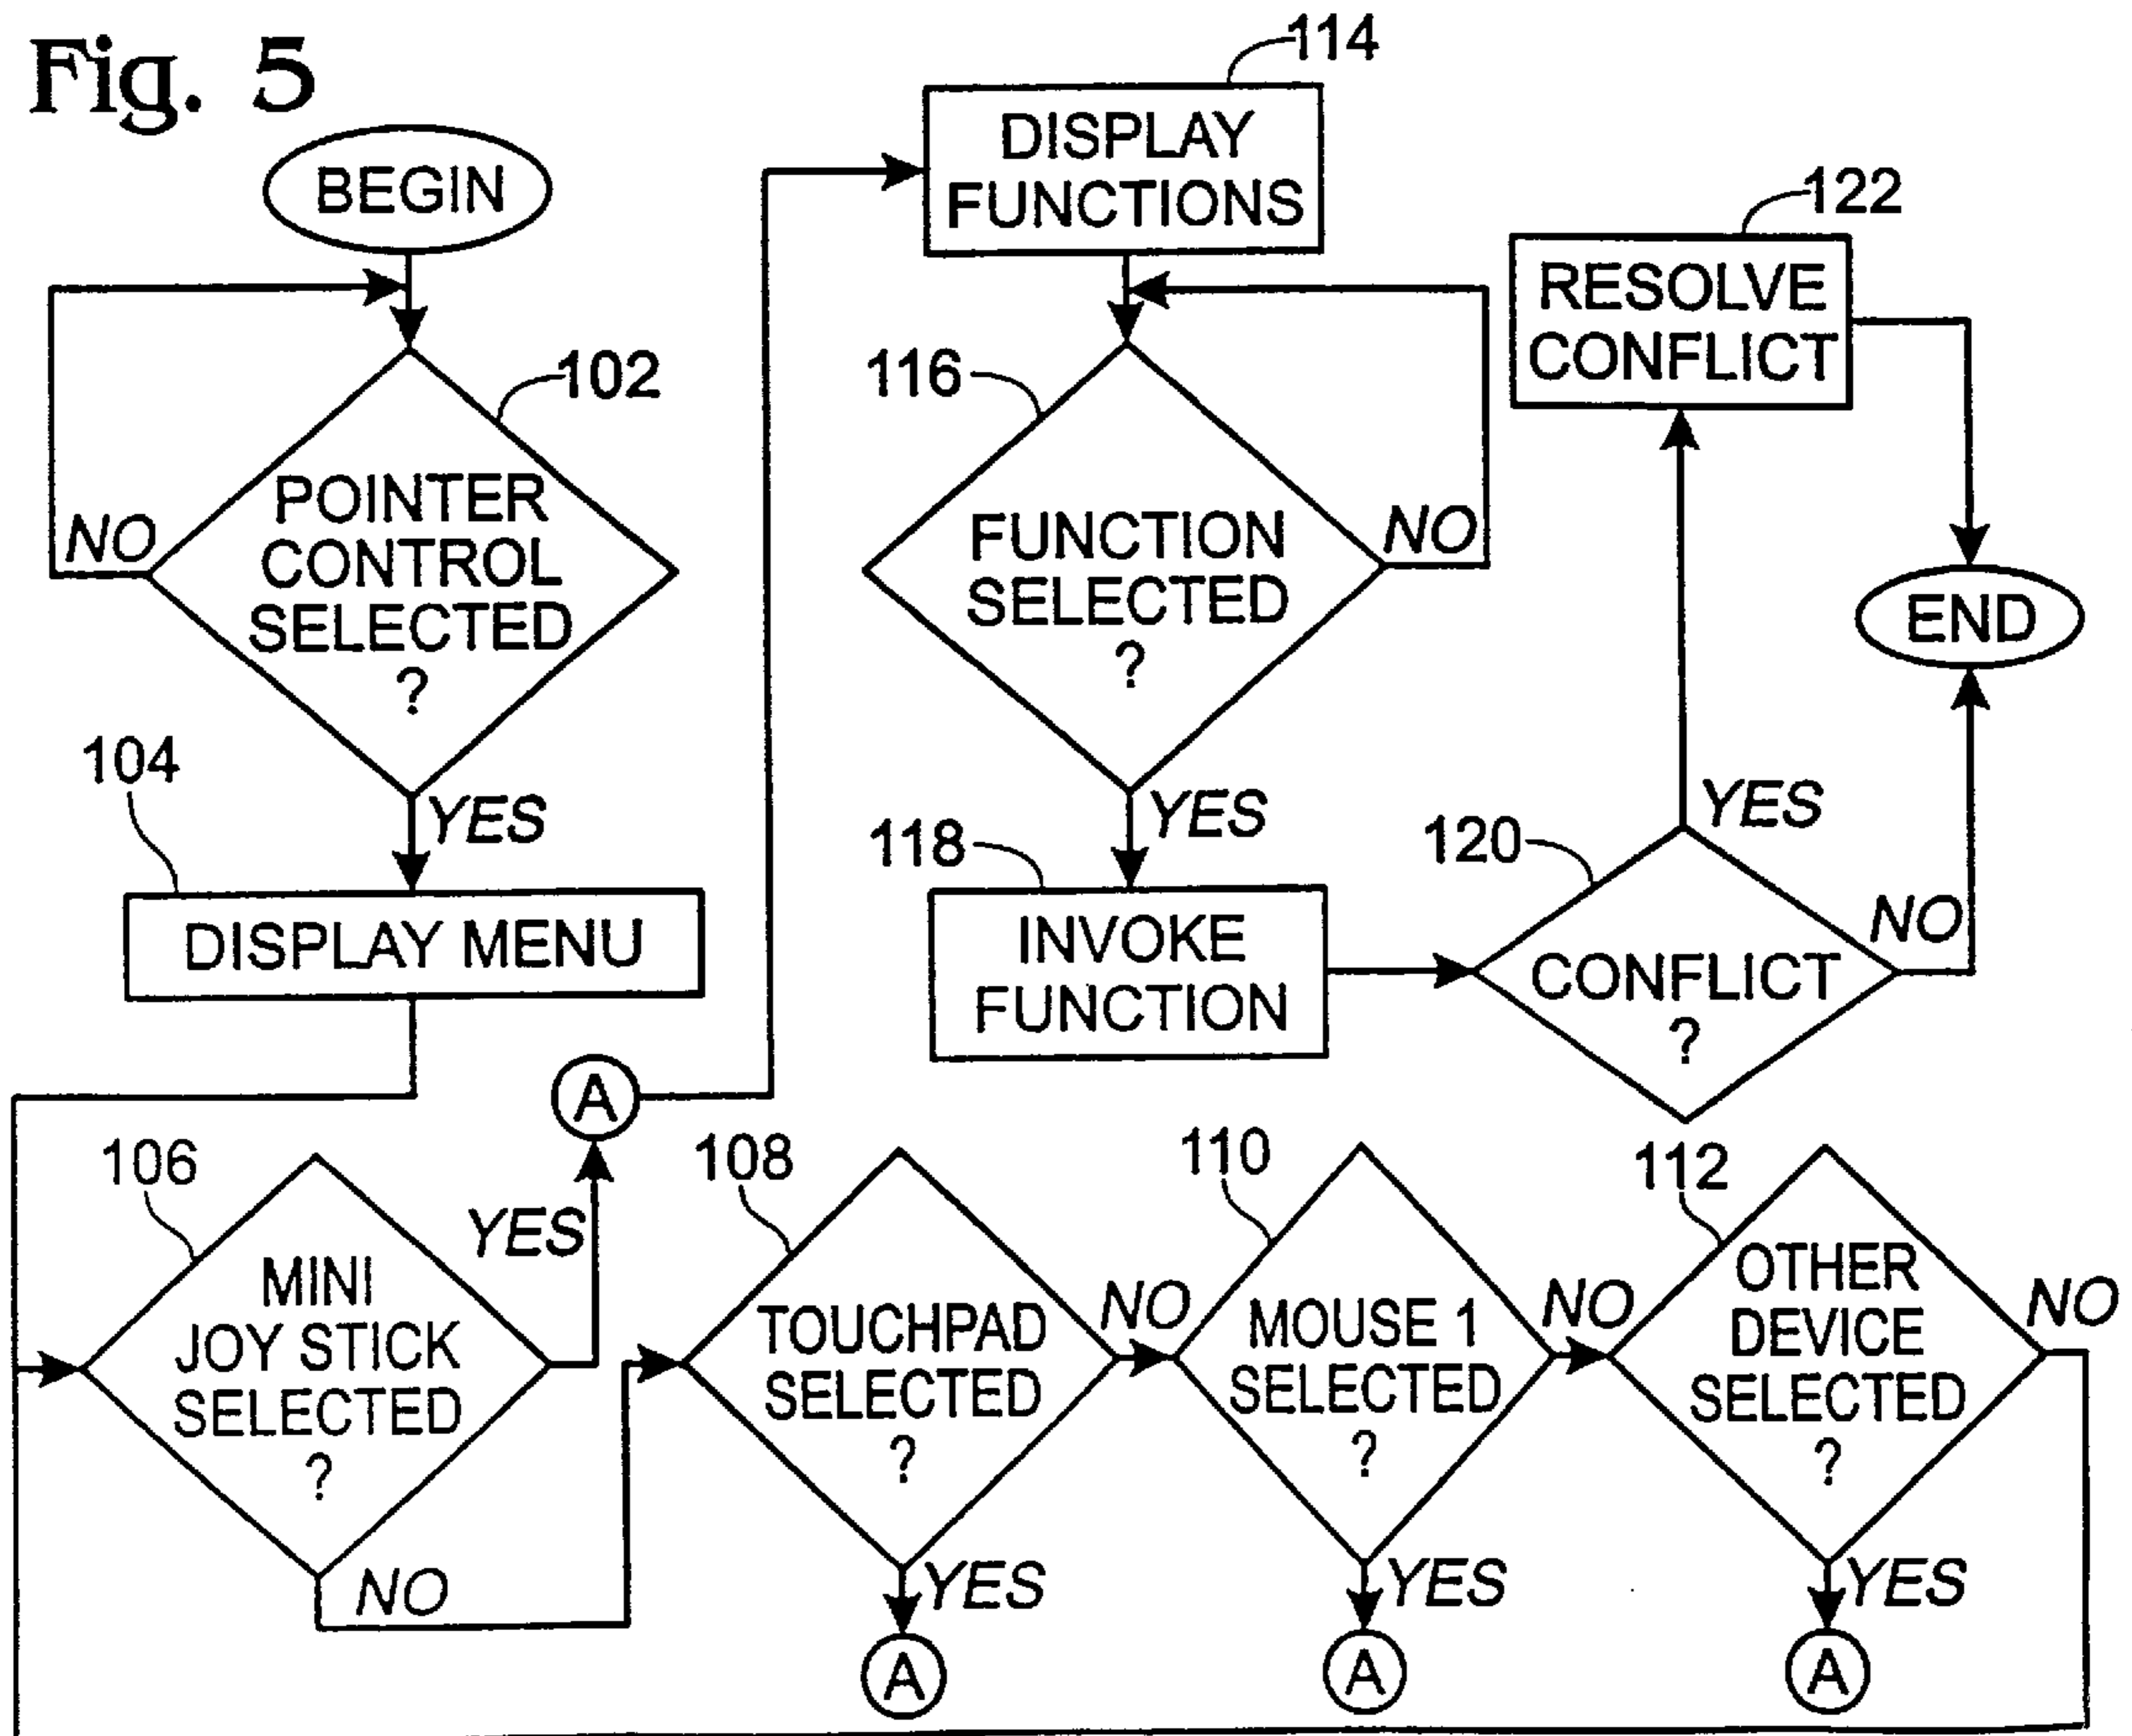 Fig. 5
BEGIN
102
POINTER
CONTROL
SELECTED
?
NO
YES
104
DISPLAY MENU
A
106
MINI
JOY STICK
SELECTED
?
YES
NO
108
TOUCHPAD
SELECTED
?
NO
YES
A
110
MOUSE 1
SELECTED
?
NO
YES
A
112
OTHER
DEVICE
SELECTED
?
NO
YES
A
114
DISPLAY
FUNCTIONS
116
FUNCTION
SELECTED
?
NO
YES
118
INVOKE
FUNCTION
120
CONFLICT
?
YES
NO
122
RESOLVE
CONFLICT
END